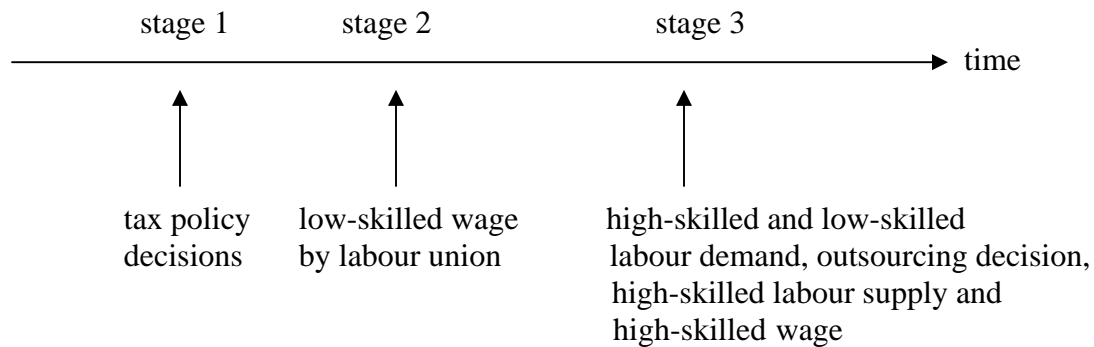 stage 1 stage 2 stage 3
time
tax policy
decisions
low-skilled wage
by labour union
high-skilled and low-skilled
labour demand, outsourcing decision,
high-skilled labour supply and
high-skilled wage